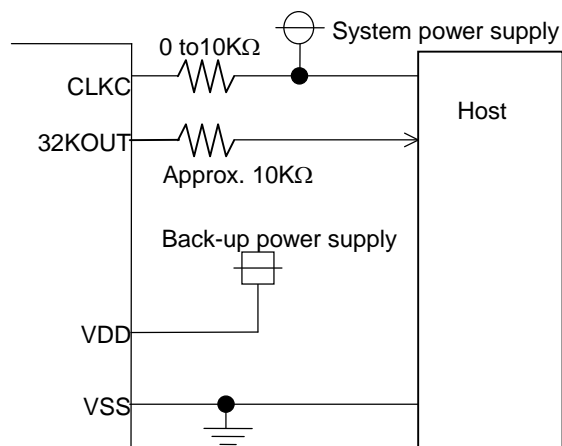 System power supply
0 to10KΩ
CLKC
Host
32KOUT
Approx. 10KΩ
Back-up power supply
VDD
VSS